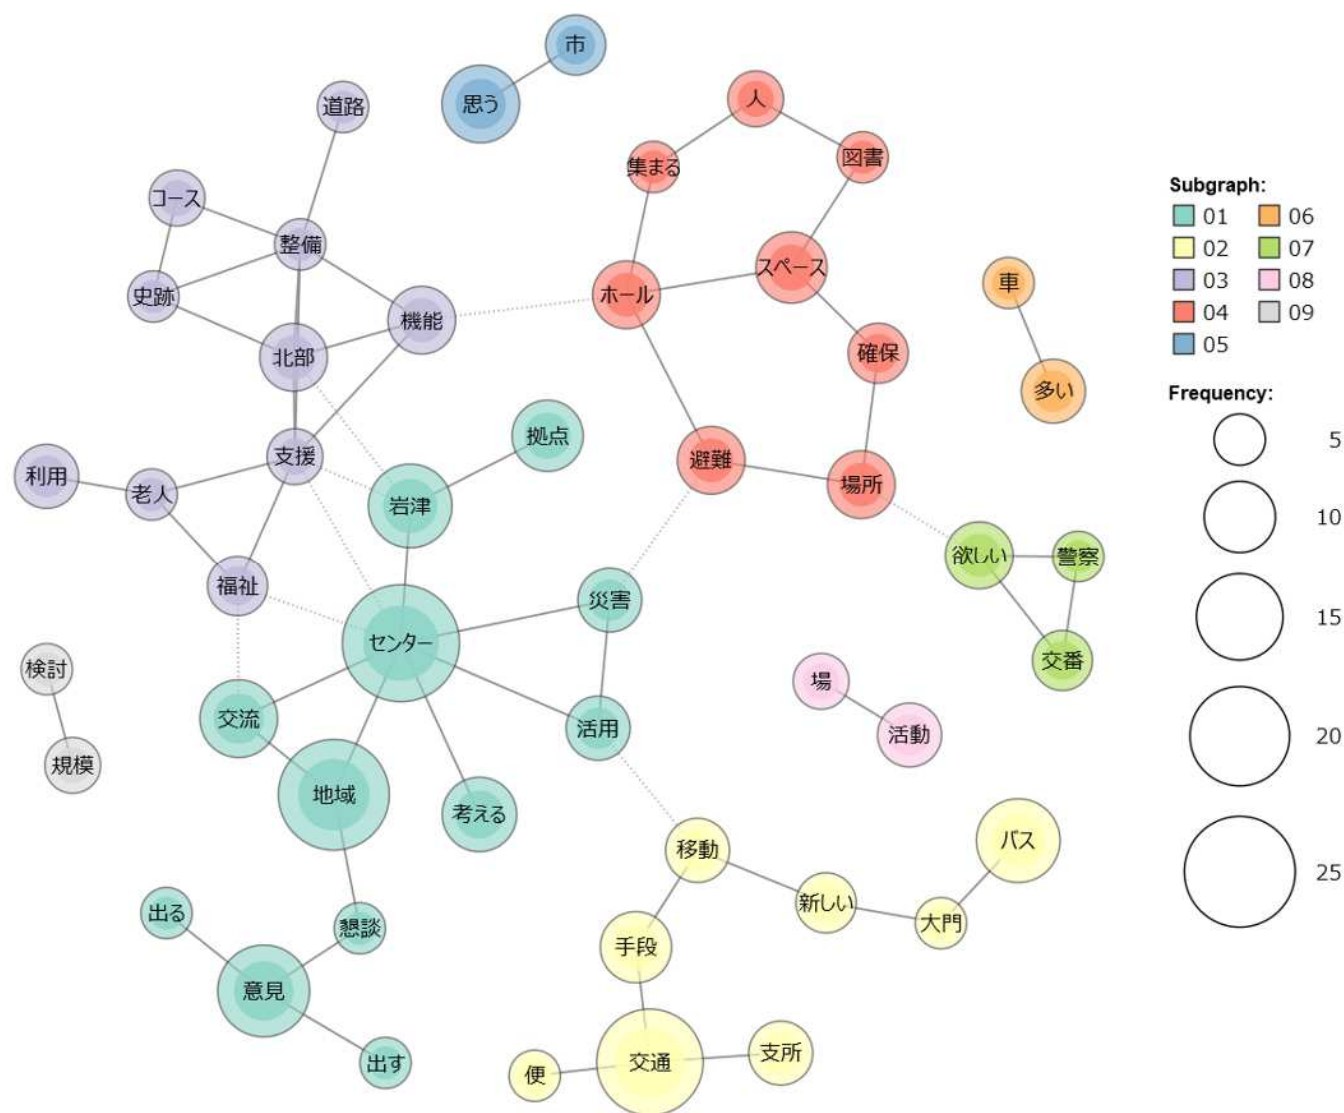 市
思う
道路
人
集まる
図書
コース
整備
スペース
史跡
ホール
機能
北部
確保
車
多い
拠点
支援
避難
利用
老人
場所
岩津
欲しい
警察
福祉
災害
センター
交番
検討
場
交流
活用
活動
規模
地域
考える
バス
移動
新しい
出る
大門
懇談
手段
意見
支所
交通
出す
便
Subgraph:
01 06
02 07
03 08
04 09
05
Frequency:
5
10
15
20
25